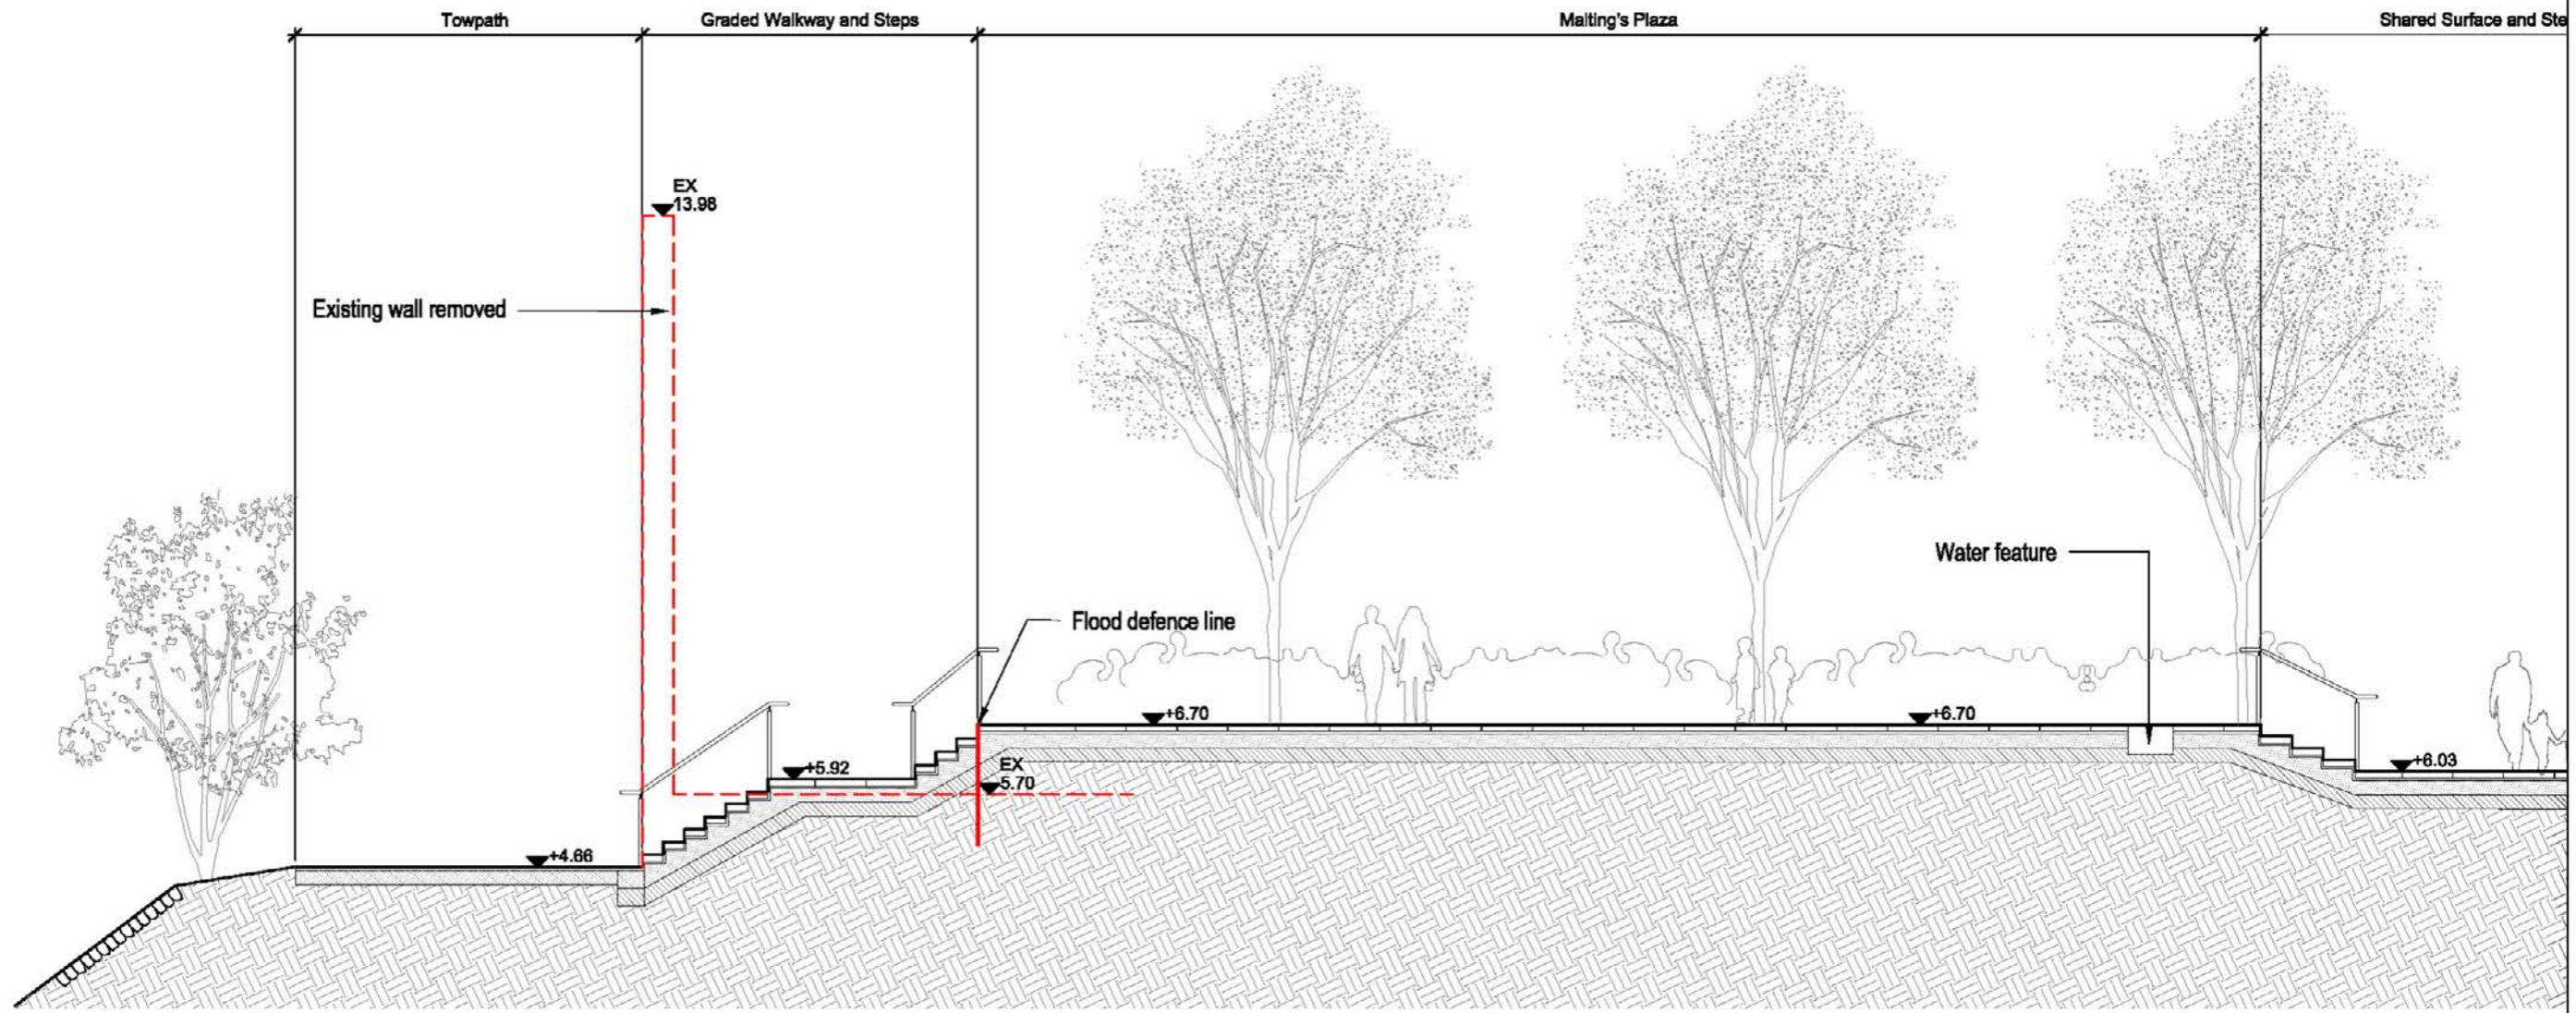 Towpath
Graded Walkway and Steps
Malting's Plaza
Shared Surface and Ste
EX
13.98
Existing wall removed
Water feature
Flood defence line
+6.70
+6.70
+5.92
EX
5.70
+6.03
+4.66